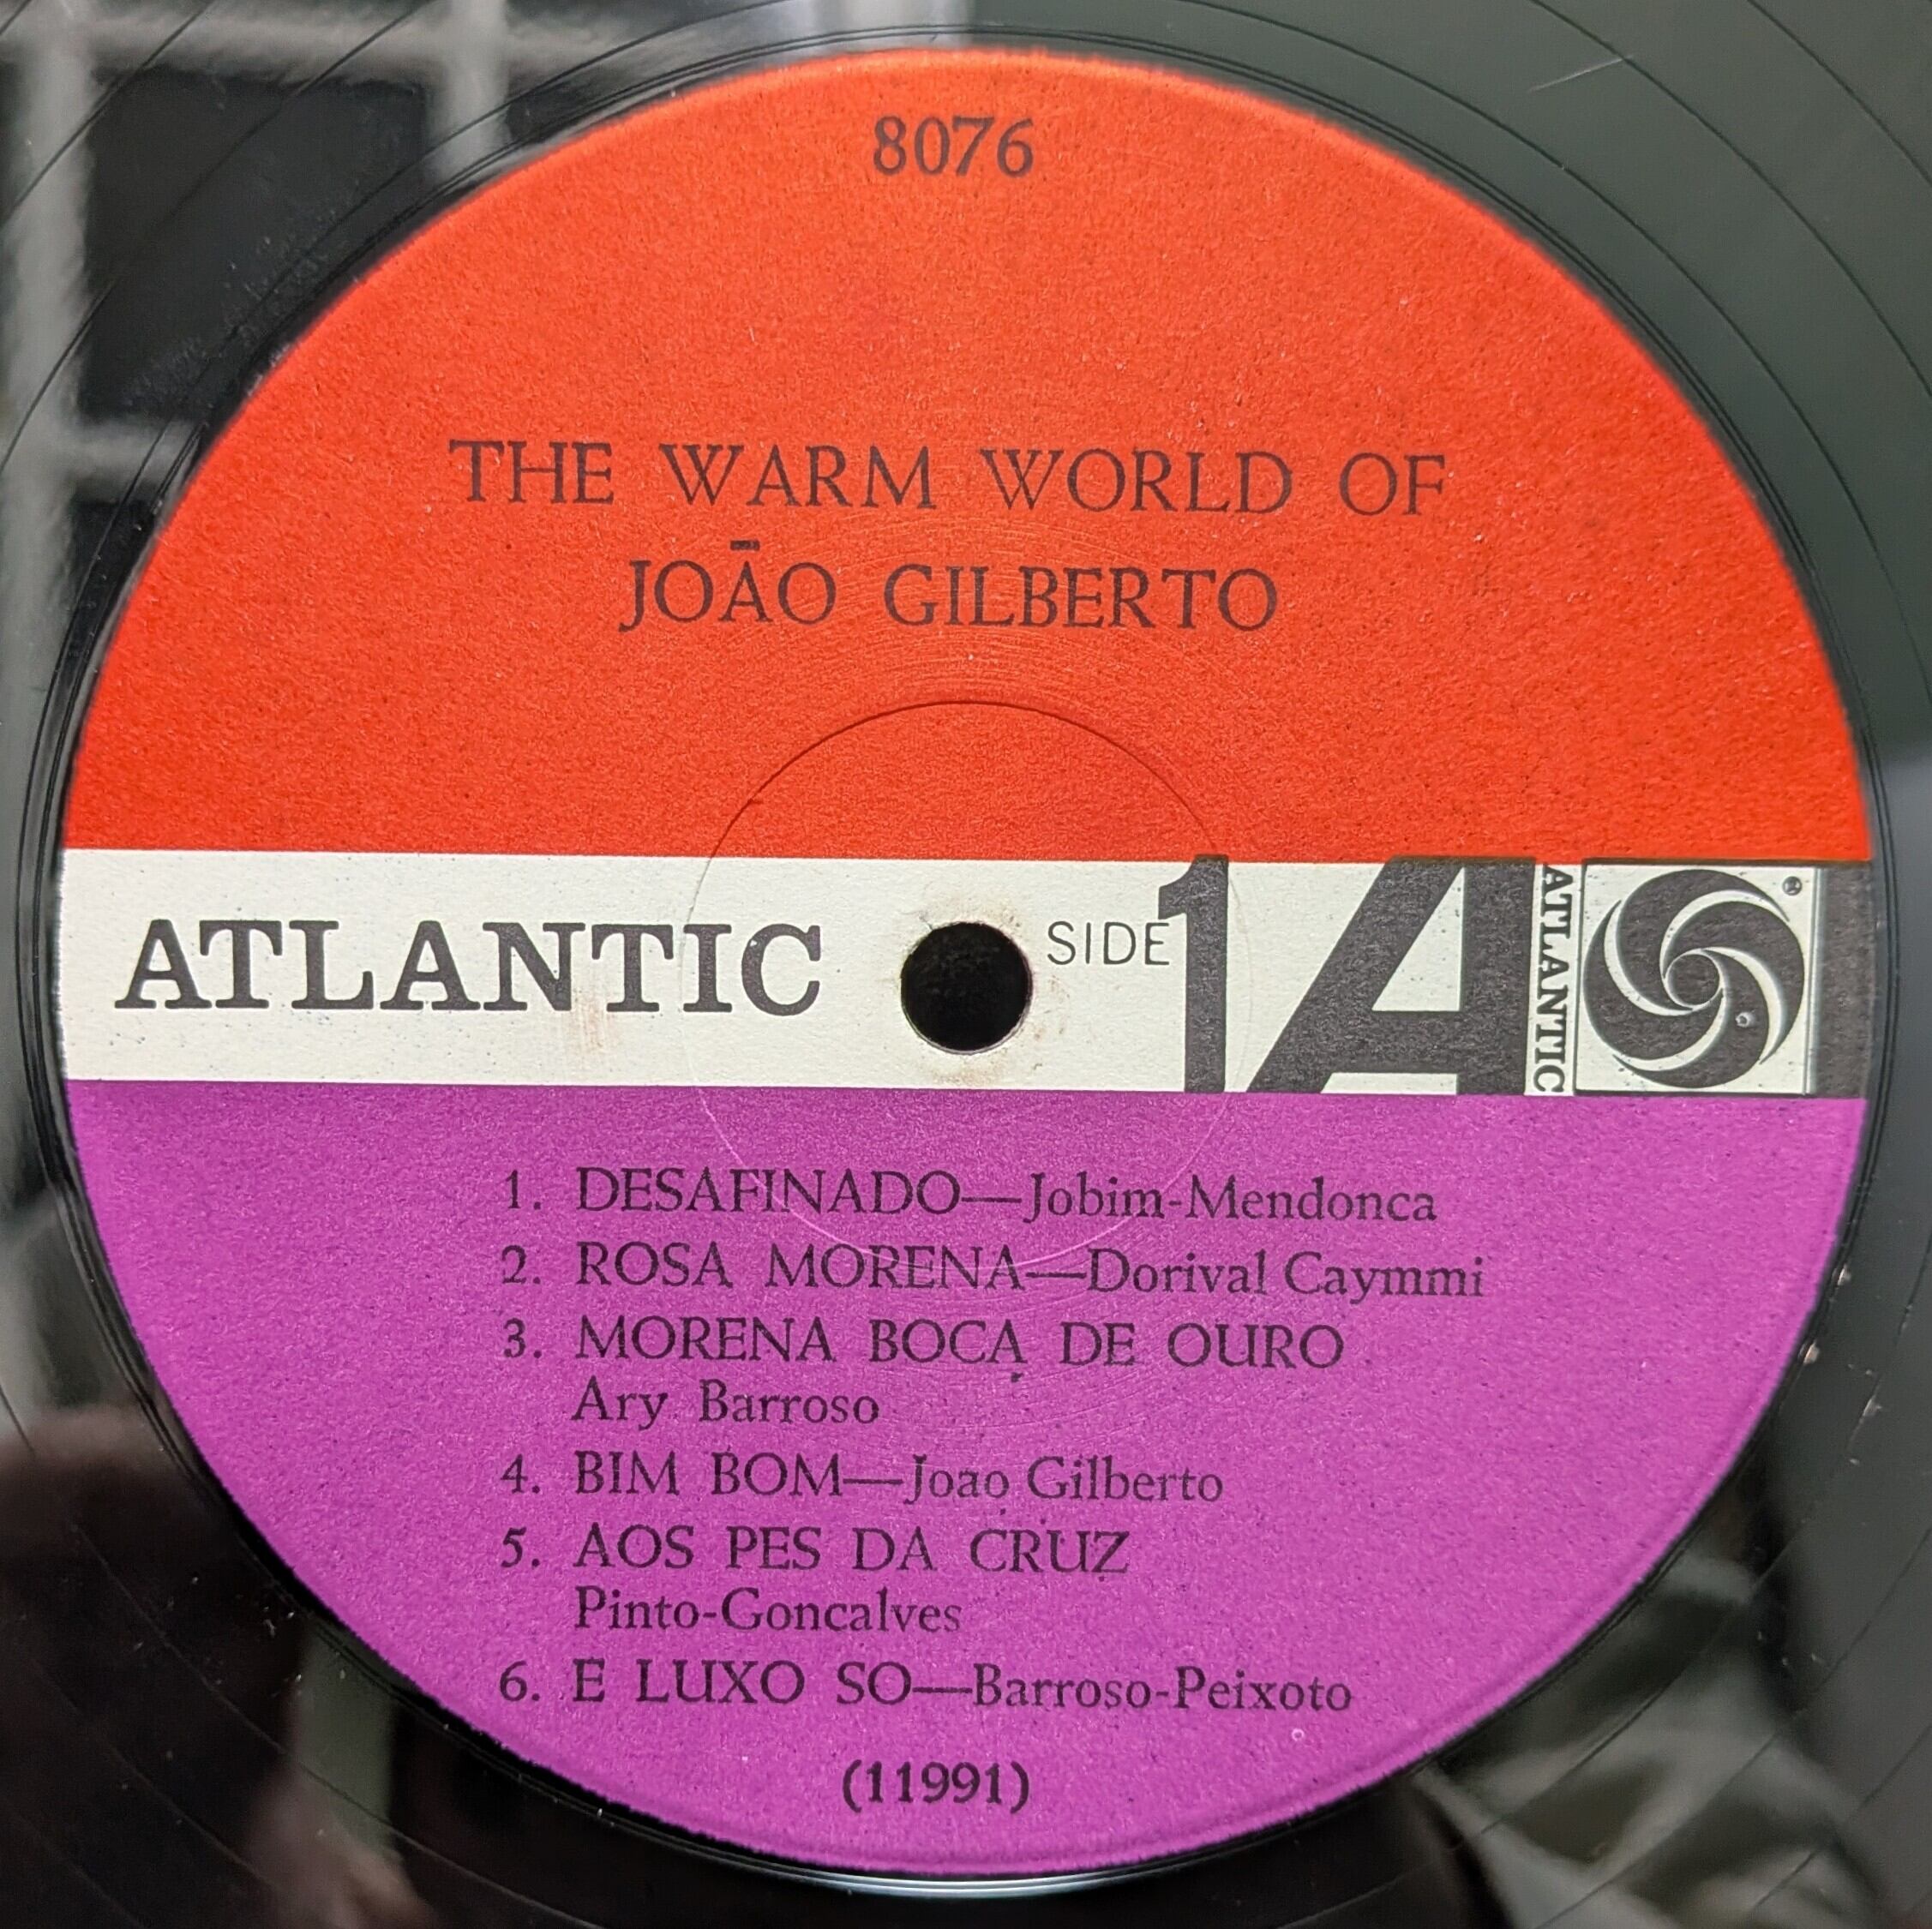 8076
THE WARM WORLD OF
JOÃO GILBERTO
ATLANTIC
SIDE 1
A
ATLANTIC
®
1. DESAFINADO—Jobim-Mendonca
2. ROSA MORENA—Dorival Caymmi
3. MORENA BOCA DE OURO
Ary Barroso
4. BIM BOM—Joao Gilberto
5. AOS PES DA CRUZ
Pinto-Goncalves
6. E LUXO SO—Barroso-Peixoto
(11991)